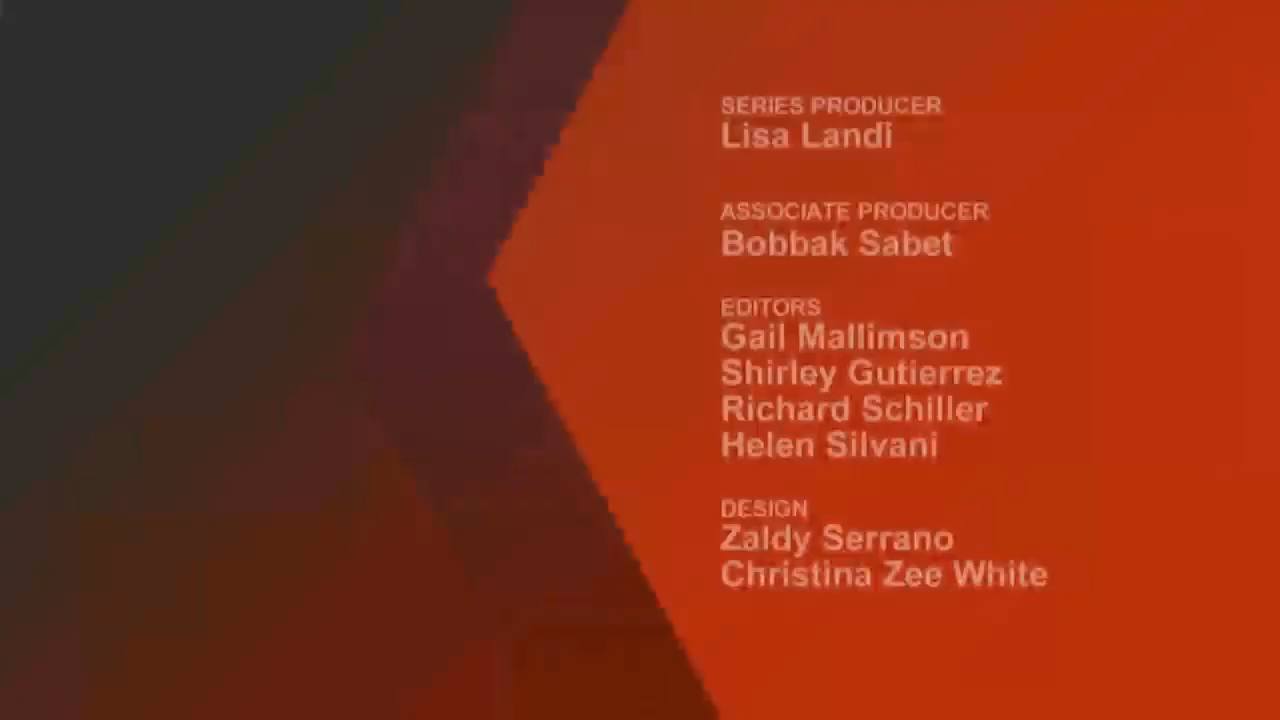 SERIES PRODUCER
Lisa Landi
ASSOCIATE PRODUCER
Bobbak Sabet
EDITORS
Gail Mallimson
Shirley Gutierrez
Richard Schiller
Helen Silvani
DESIGN
Zaldy Serrano
Christina Zee White